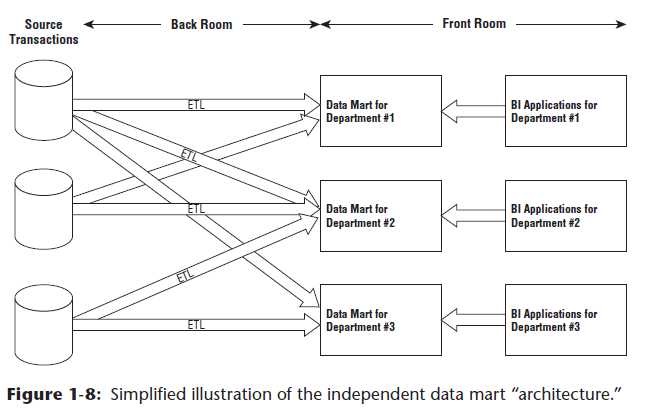 Source
Transactions
Back Room
Front Room
ETL
Data Mart for
Department #1
BI Applications for
Department #1
ETL
ETL
Data Mart for
Department #2
BI Applications for
Department #2
ETL
ETL
Data Mart for
Department #3
BI Applications for
Department #3
Figure 1-8: Simplified illustration of the independent data mart “architecture.”